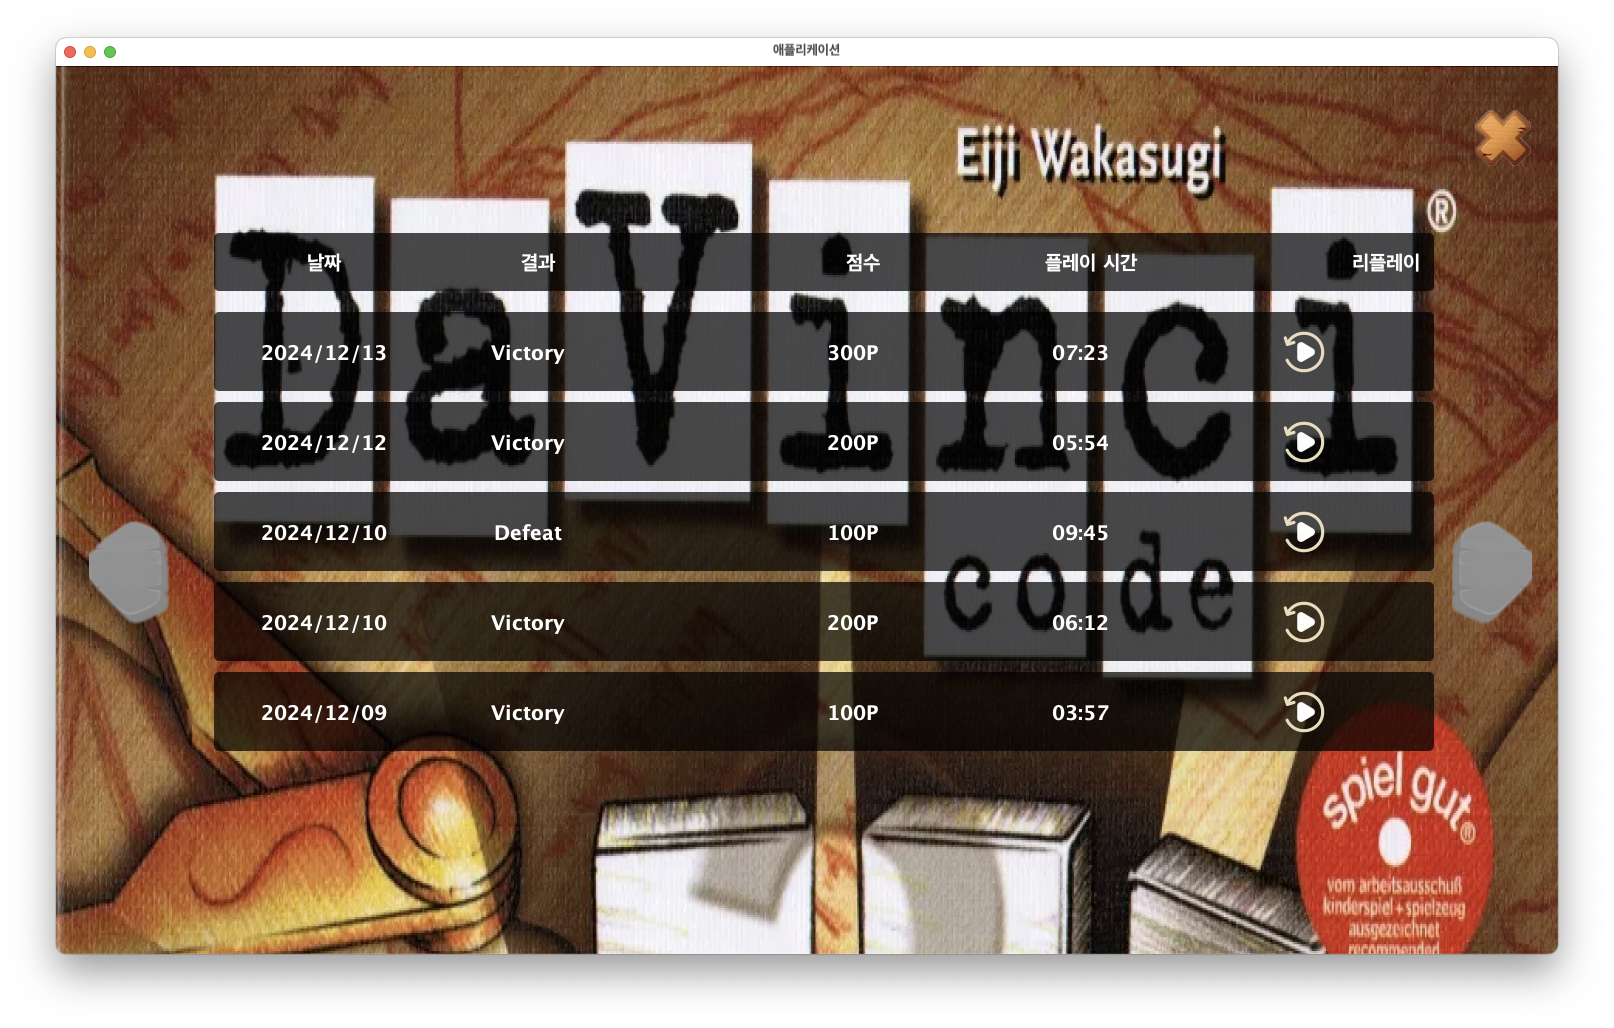 애플리케이션
Eiji Wakasugi
DaVinci®
code
날짜 결과 점수 플레이 시간 리플레이
2024/12/13 Victory 300P 07:23
2024/12/12 Victory 200P 05:54
2024/12/10 Defeat 100P 09:45
2024/12/10 Victory 200P 06:12
2024/12/09 Victory 100P 03:57
spiel gut®
vom arbeitsausschuß
kinderspiel + spielzeug
ausgezeichnet
recommended